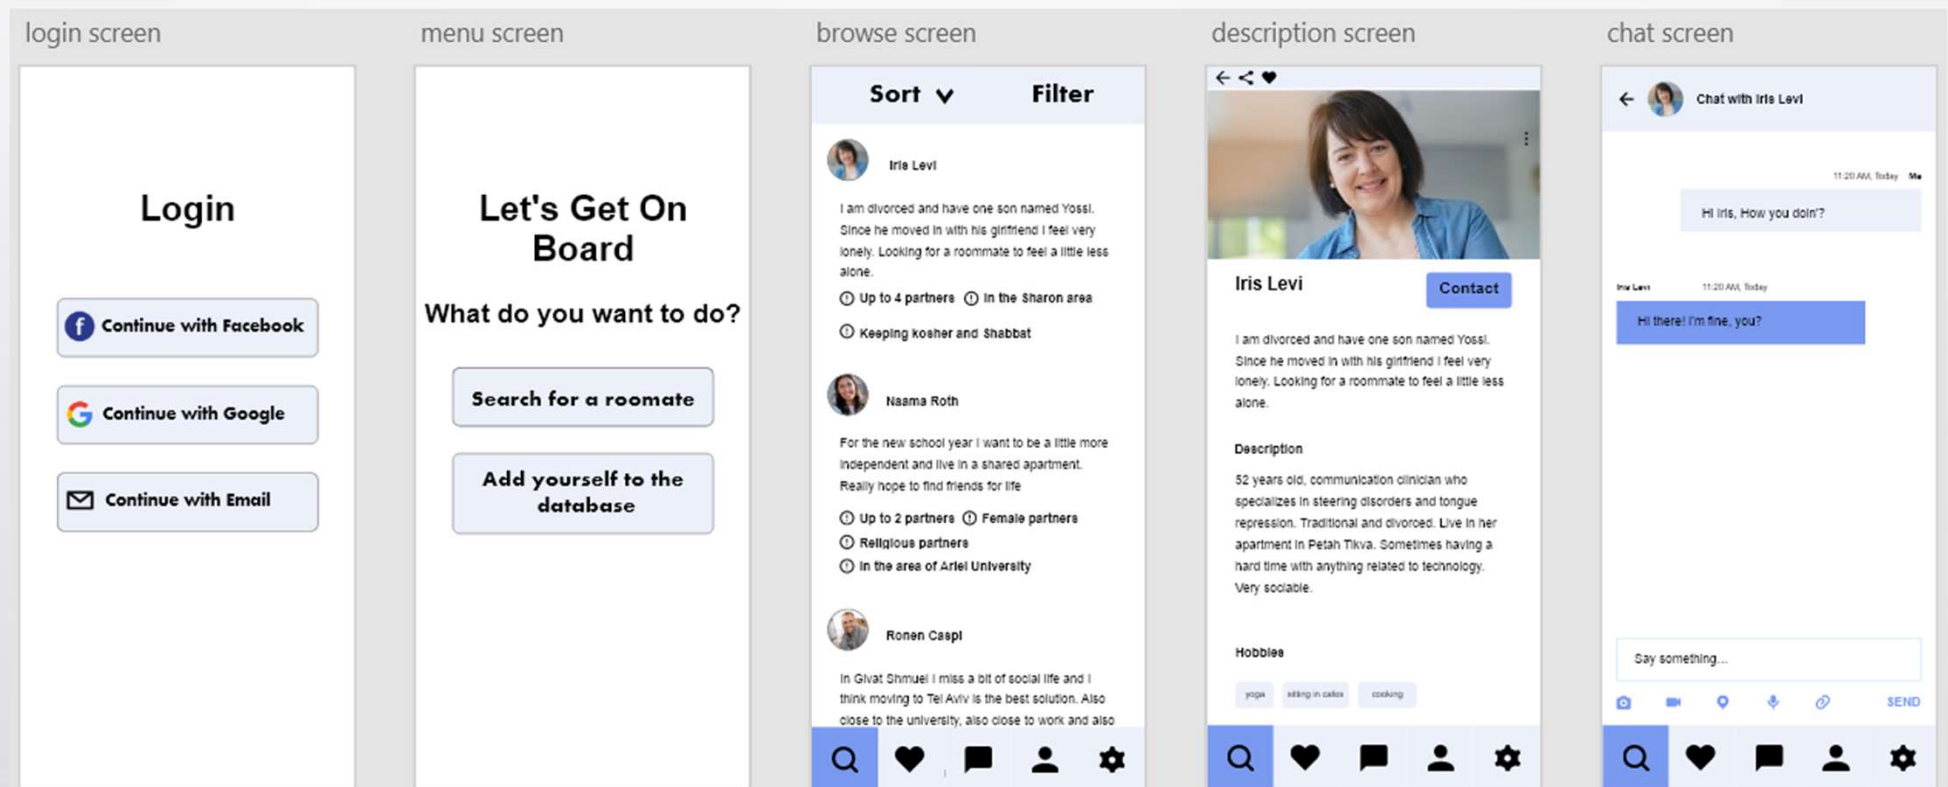 login screen
Login
Continue with Facebook
Continue with Google
Continue with Email
menu screen
Let's Get On
Board
What do you want to do?
Search for a roomate
Add yourself to the
database
browse screen
Sort
Filter
Iris Levi
I am divorced and have one son named Yossi.
Since he moved in with his girlfriend I feel very
lonely. Looking for a roommate to feel a little less
alone.
Up to 4 partners In the Sharon area
Keeping kosher and Shabbat
Naama Roth
For the new school year I want to be a little more
independent and live in a shared apartment.
Really hope to find friends for life
Up to 2 partners Female partners
Religious partners
In the area of Ariel University
Ronen Caspi
In Givat Shmuel I miss a bit of social life and I
think moving to Tel Aviv is the best solution. Also
close to the university, also close to work and also
description screen
Iris Levi
Contact
I am divorced and have one son named Yossi.
Since he moved in with his girlfriend I feel very
lonely. Looking for a roommate to feel a little less
alone.
Description
52 years old, communication clinician who
specializes in steering disorders and tongue
repression. Traditional and divorced. Live in her
apartment in Petah Tikva. Sometimes having a
hard time with anything related to technology.
Very sociable.
Hobbies
yoga
sitting in cafes
cooking
chat screen
Chat with Iris Levi
11:20 AM, Today Me
Hi Iris, How you doin'?
Iris Levi 11:20 AM, Today
Hi there! I'm fine, you?
Say something...
SEND